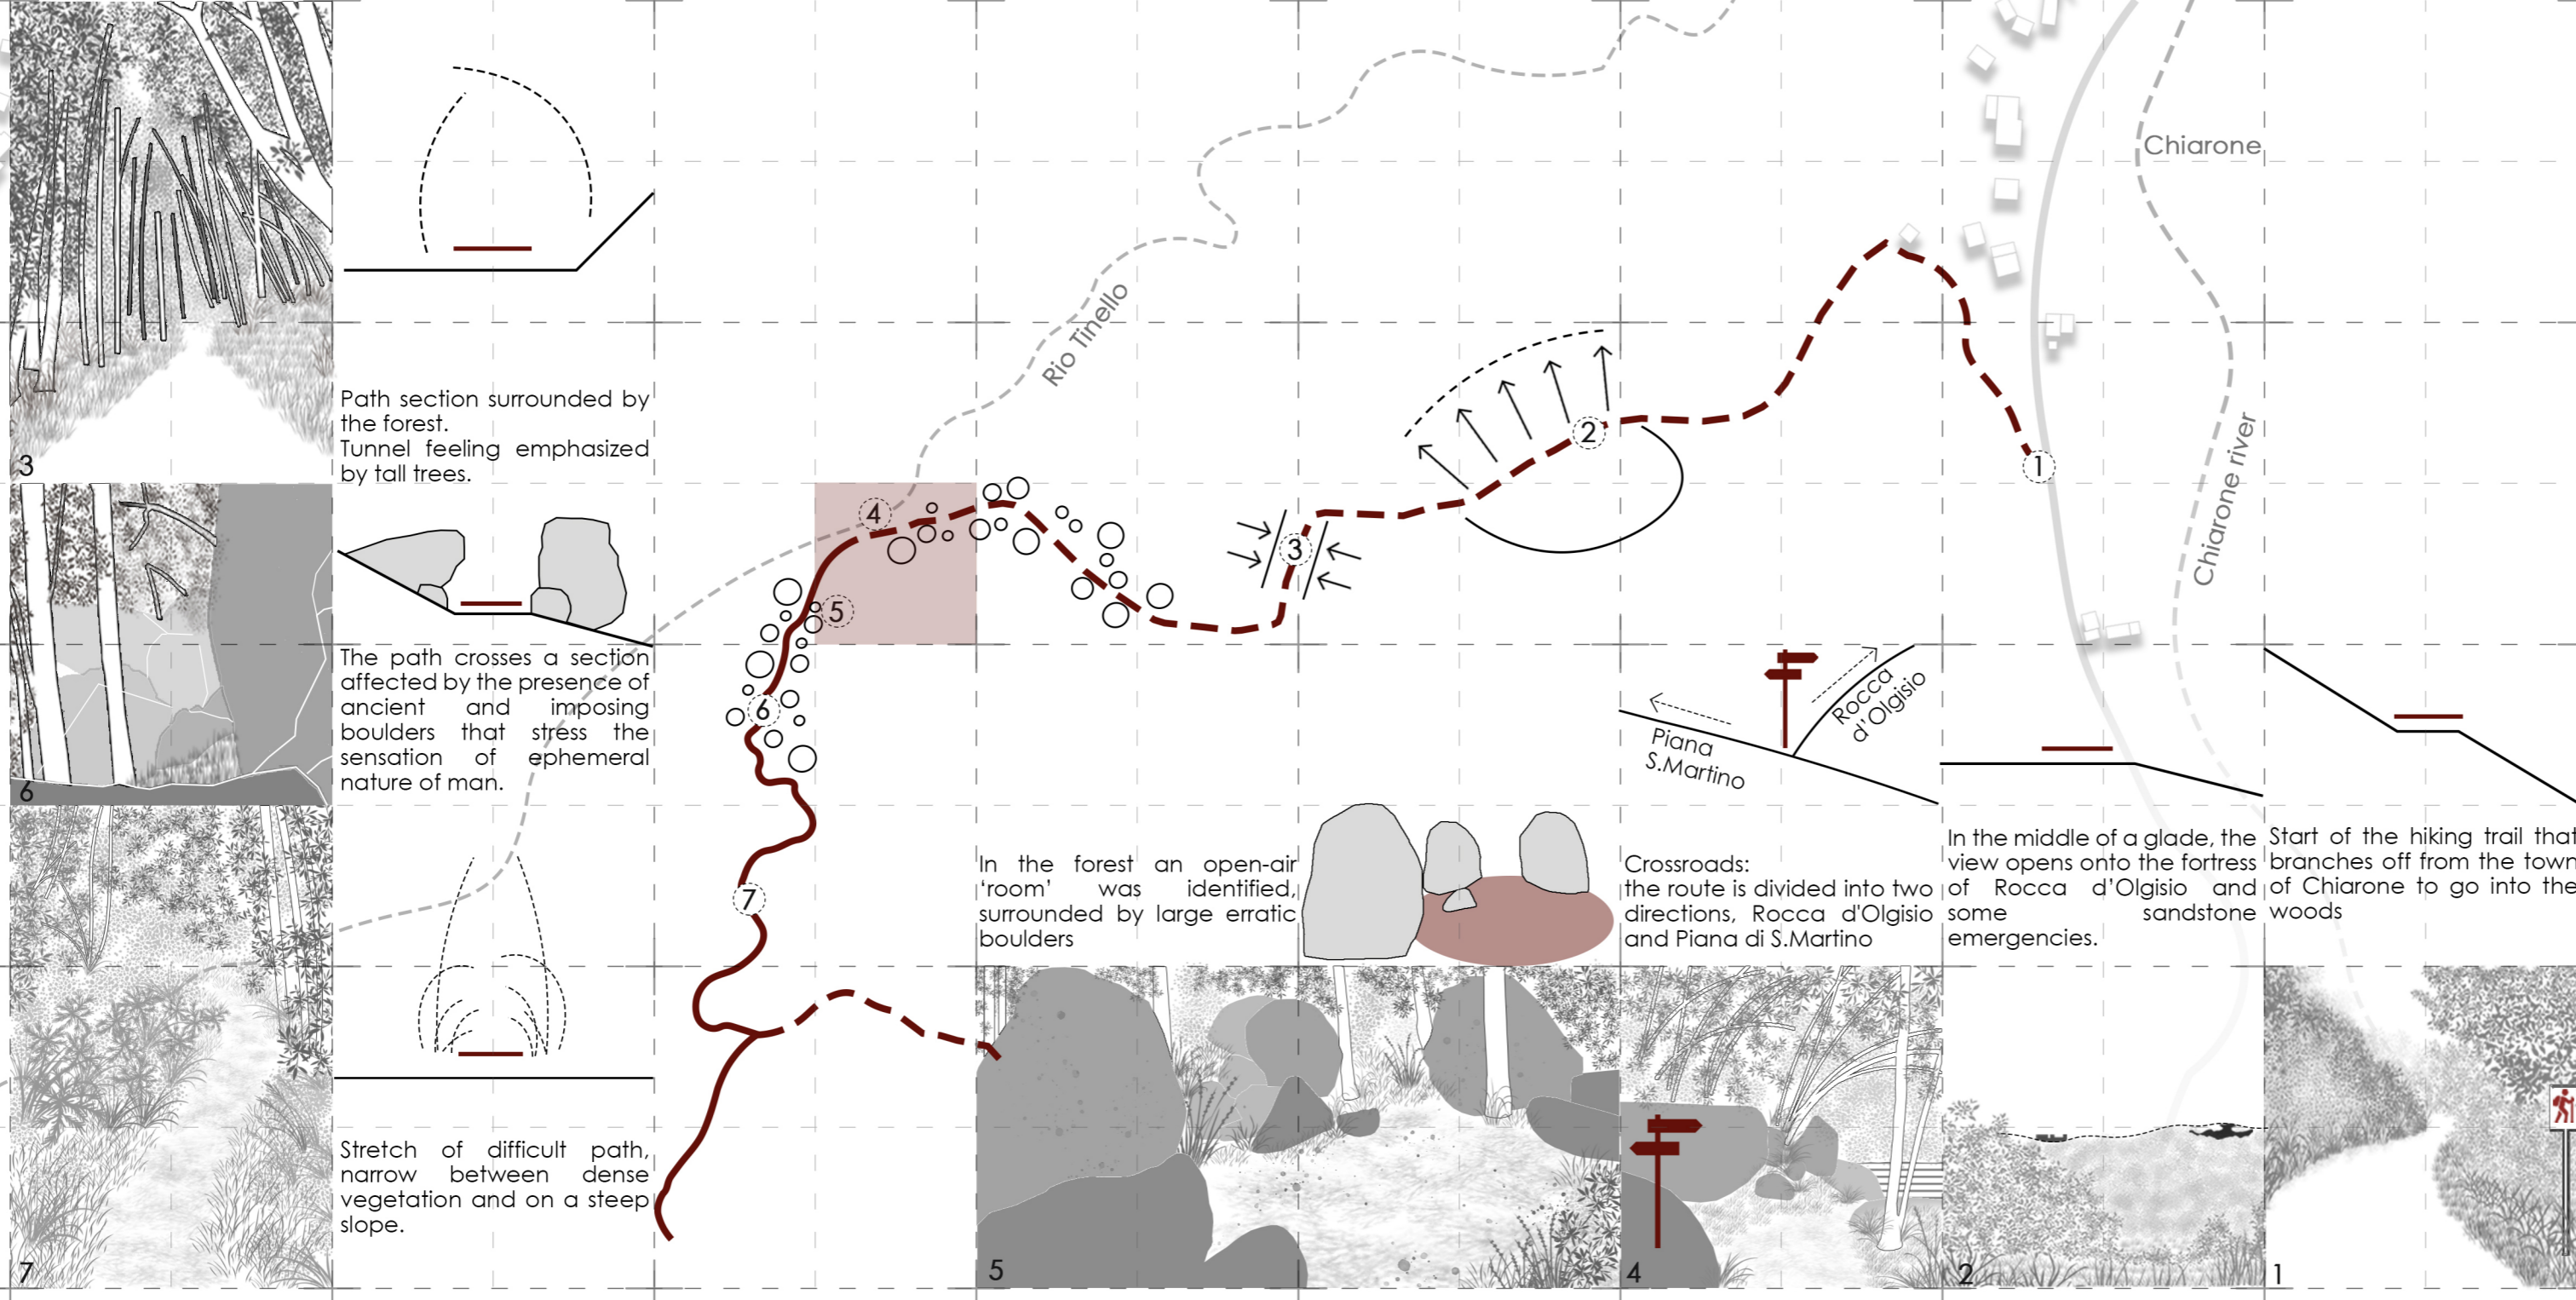 Chiarone
Rio Tinello
Chiarone river
1
2
3
4
5
6
7
3
Path section surrounded by
the forest.
Tunnel feeling emphasized
by tall trees.
6
The path crosses a section
affected by the presence of
ancient and imposing
boulders that stress the
sensation of ephemeral
nature of man.
7
Stretch of difficult path,
narrow between dense
vegetation and on a steep
slope.
In the forest an open-air
‘room’ was identified,
surrounded by large erratic
boulders
5
Piana
S.Martino
Rocca
d’Olgisio
Crossroads:
the route is divided into two
directions, Rocca d'Olgisio
and Piana di S.Martino
4
In the middle of a glade, the
view opens onto the fortress
of Rocca d’Olgisio and
some sandstone
emergencies.
2
Start of the hiking trail that
branches off from the town
of Chiarone to go into the
woods
1